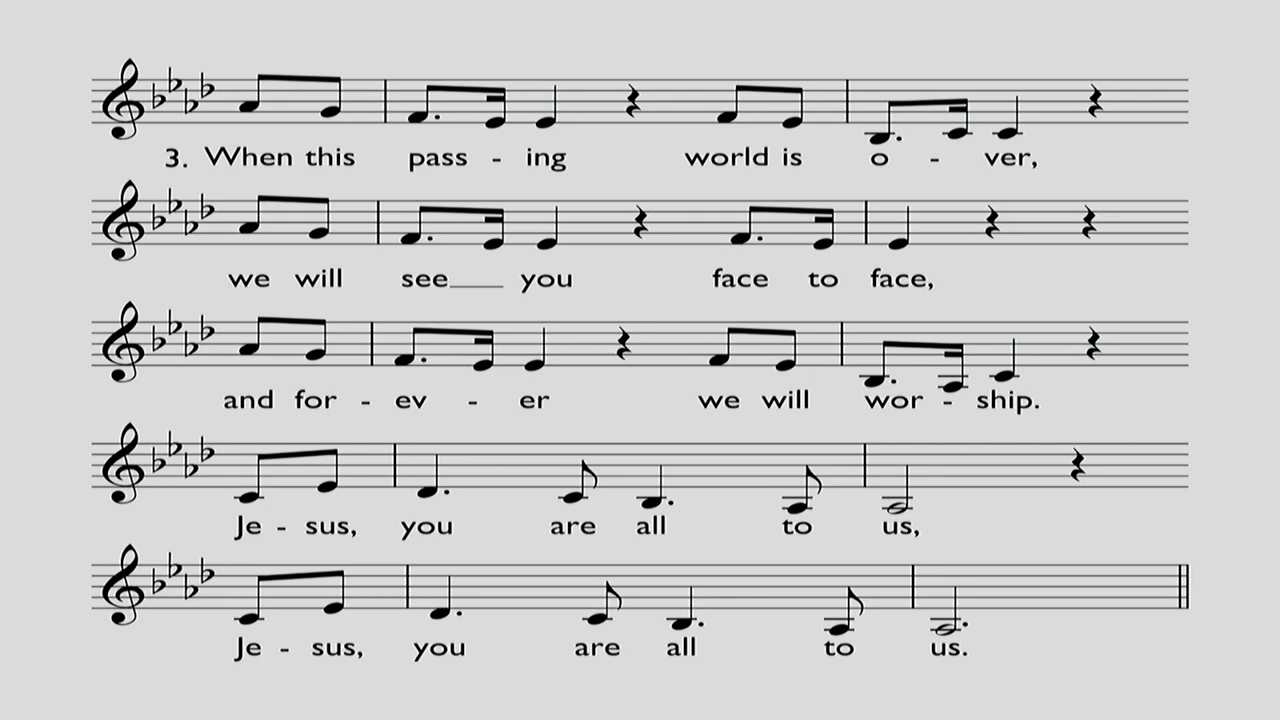 3. When this pass - ing world is o - ver,
we will see__ you face to face,
and for - ev - er we will wor - ship.
Je - sus, you are all to us,
Je - sus, you are all to us.